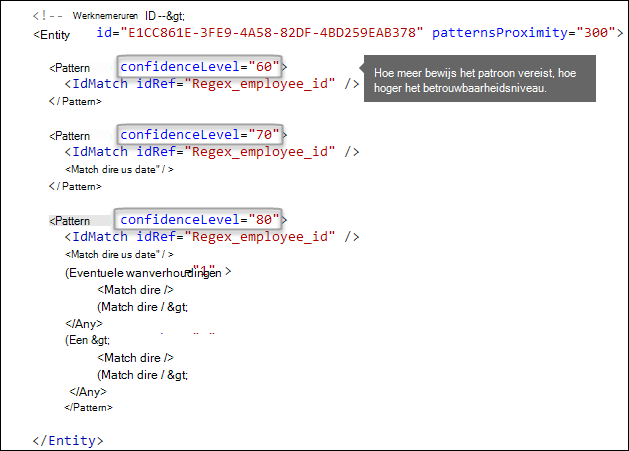 <!-- Werknemeruren ID --&gt;
<Entity id="E1CC861E-3FE9-4A58-82DF-4BD259EAB378" patternsProximity="300">
<Pattern confidenceLevel="60">
Hoe meer bewijs het patroon vereist, hoe
hoger het betrouwbaarheidsniveau.
<IdMatch idRef="Regex_employee_id" />
</ Pattern>
<Pattern confidenceLevel="70">
<IdMatch idRef="Regex_employee_id" />
<Match dire us date" / >
</ Pattern>
<Pattern confidenceLevel="80">
<IdMatch idRef="Regex_employee_id" />
<Match dire us date" / >
(Eventuele wanverhoudingen ="1" >
<Match dire />
(Match dire / &gt;
</Any>
(Een &gt;
<Match dire />
(Match dire / &gt;
</Any>
</Pattern>
</Entity>